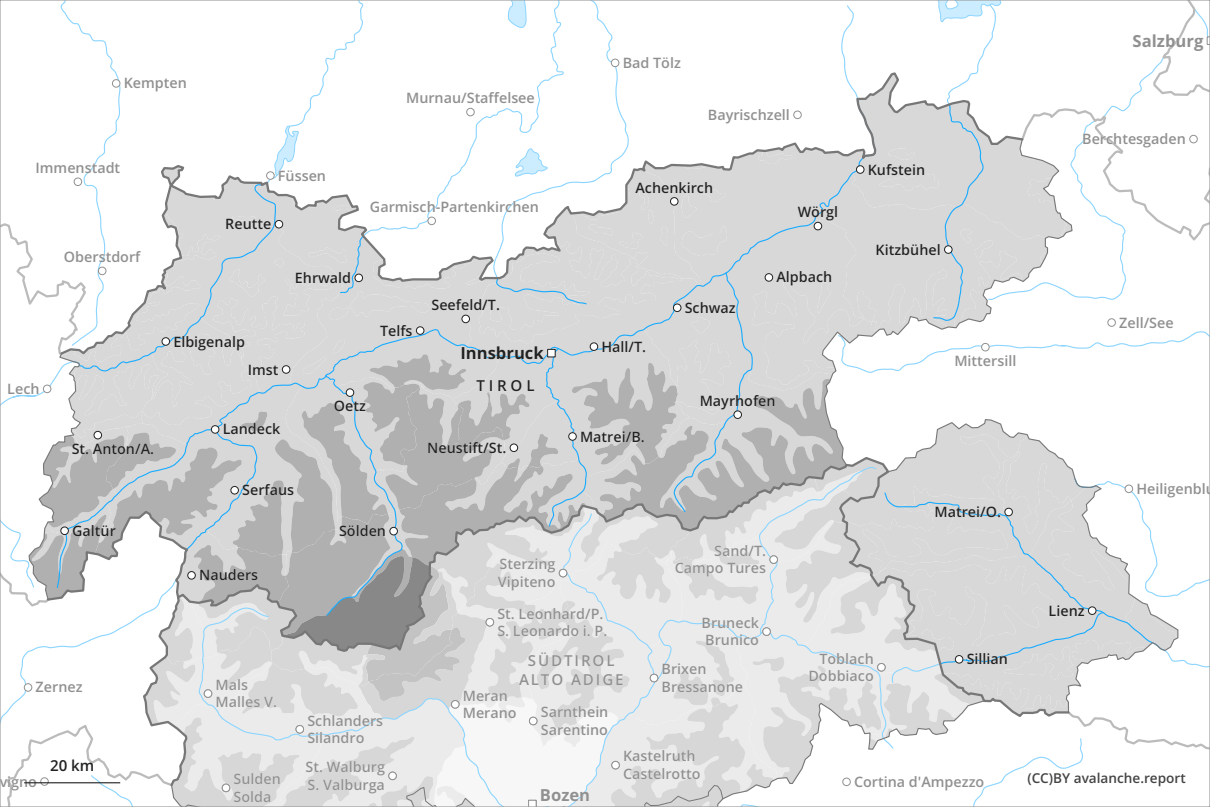 Salzburg
Kempten
Bad Tölz
Murnau/Staffelsee
Bayrischzell
Berchtesgaden
Immenstadt
Füssen
Kufstein
Achenkirch
Garmisch-Partenkirchen
Wörgl
Reutte
Kitzbühel
Oberstdorf
Ehrwald
Alpbach
Seefeld/T.
Schwaz
Zell/See
Telfs
Elbigenalp
Innsbruck
Hall/T.
Mittersill
Imst
TIROL
Lech
Oetz
Mayrhofen
Landeck
Matrei/B.
St. Anton/A.
Neustift/St.
Serfaus
Heiligenblu
Matrei/O.
Galtür
Sölden
Sand/T.
Campo Tures
Sterzing
Vipiteno
Nauders
St. Leonhard/P.
S. Leonardo i. P.
Lienz
Bruneck
Brunico
SÜDTIROL
ALTO ADIGE
Toblach
Dobbiaco
Sillian
Brixen
Bressanone
Zernez
Mals
Malles V.
Meran
Merano
Sarnthein
Sarentino
Schlanders
Silandro
Kastelruth
Castelrotto
St. Walburg
S. Valburga
20 km
vigno
Sulden
Solda
Cortina d'Ampezzo
(CC)BY avalanche.report
Bozen